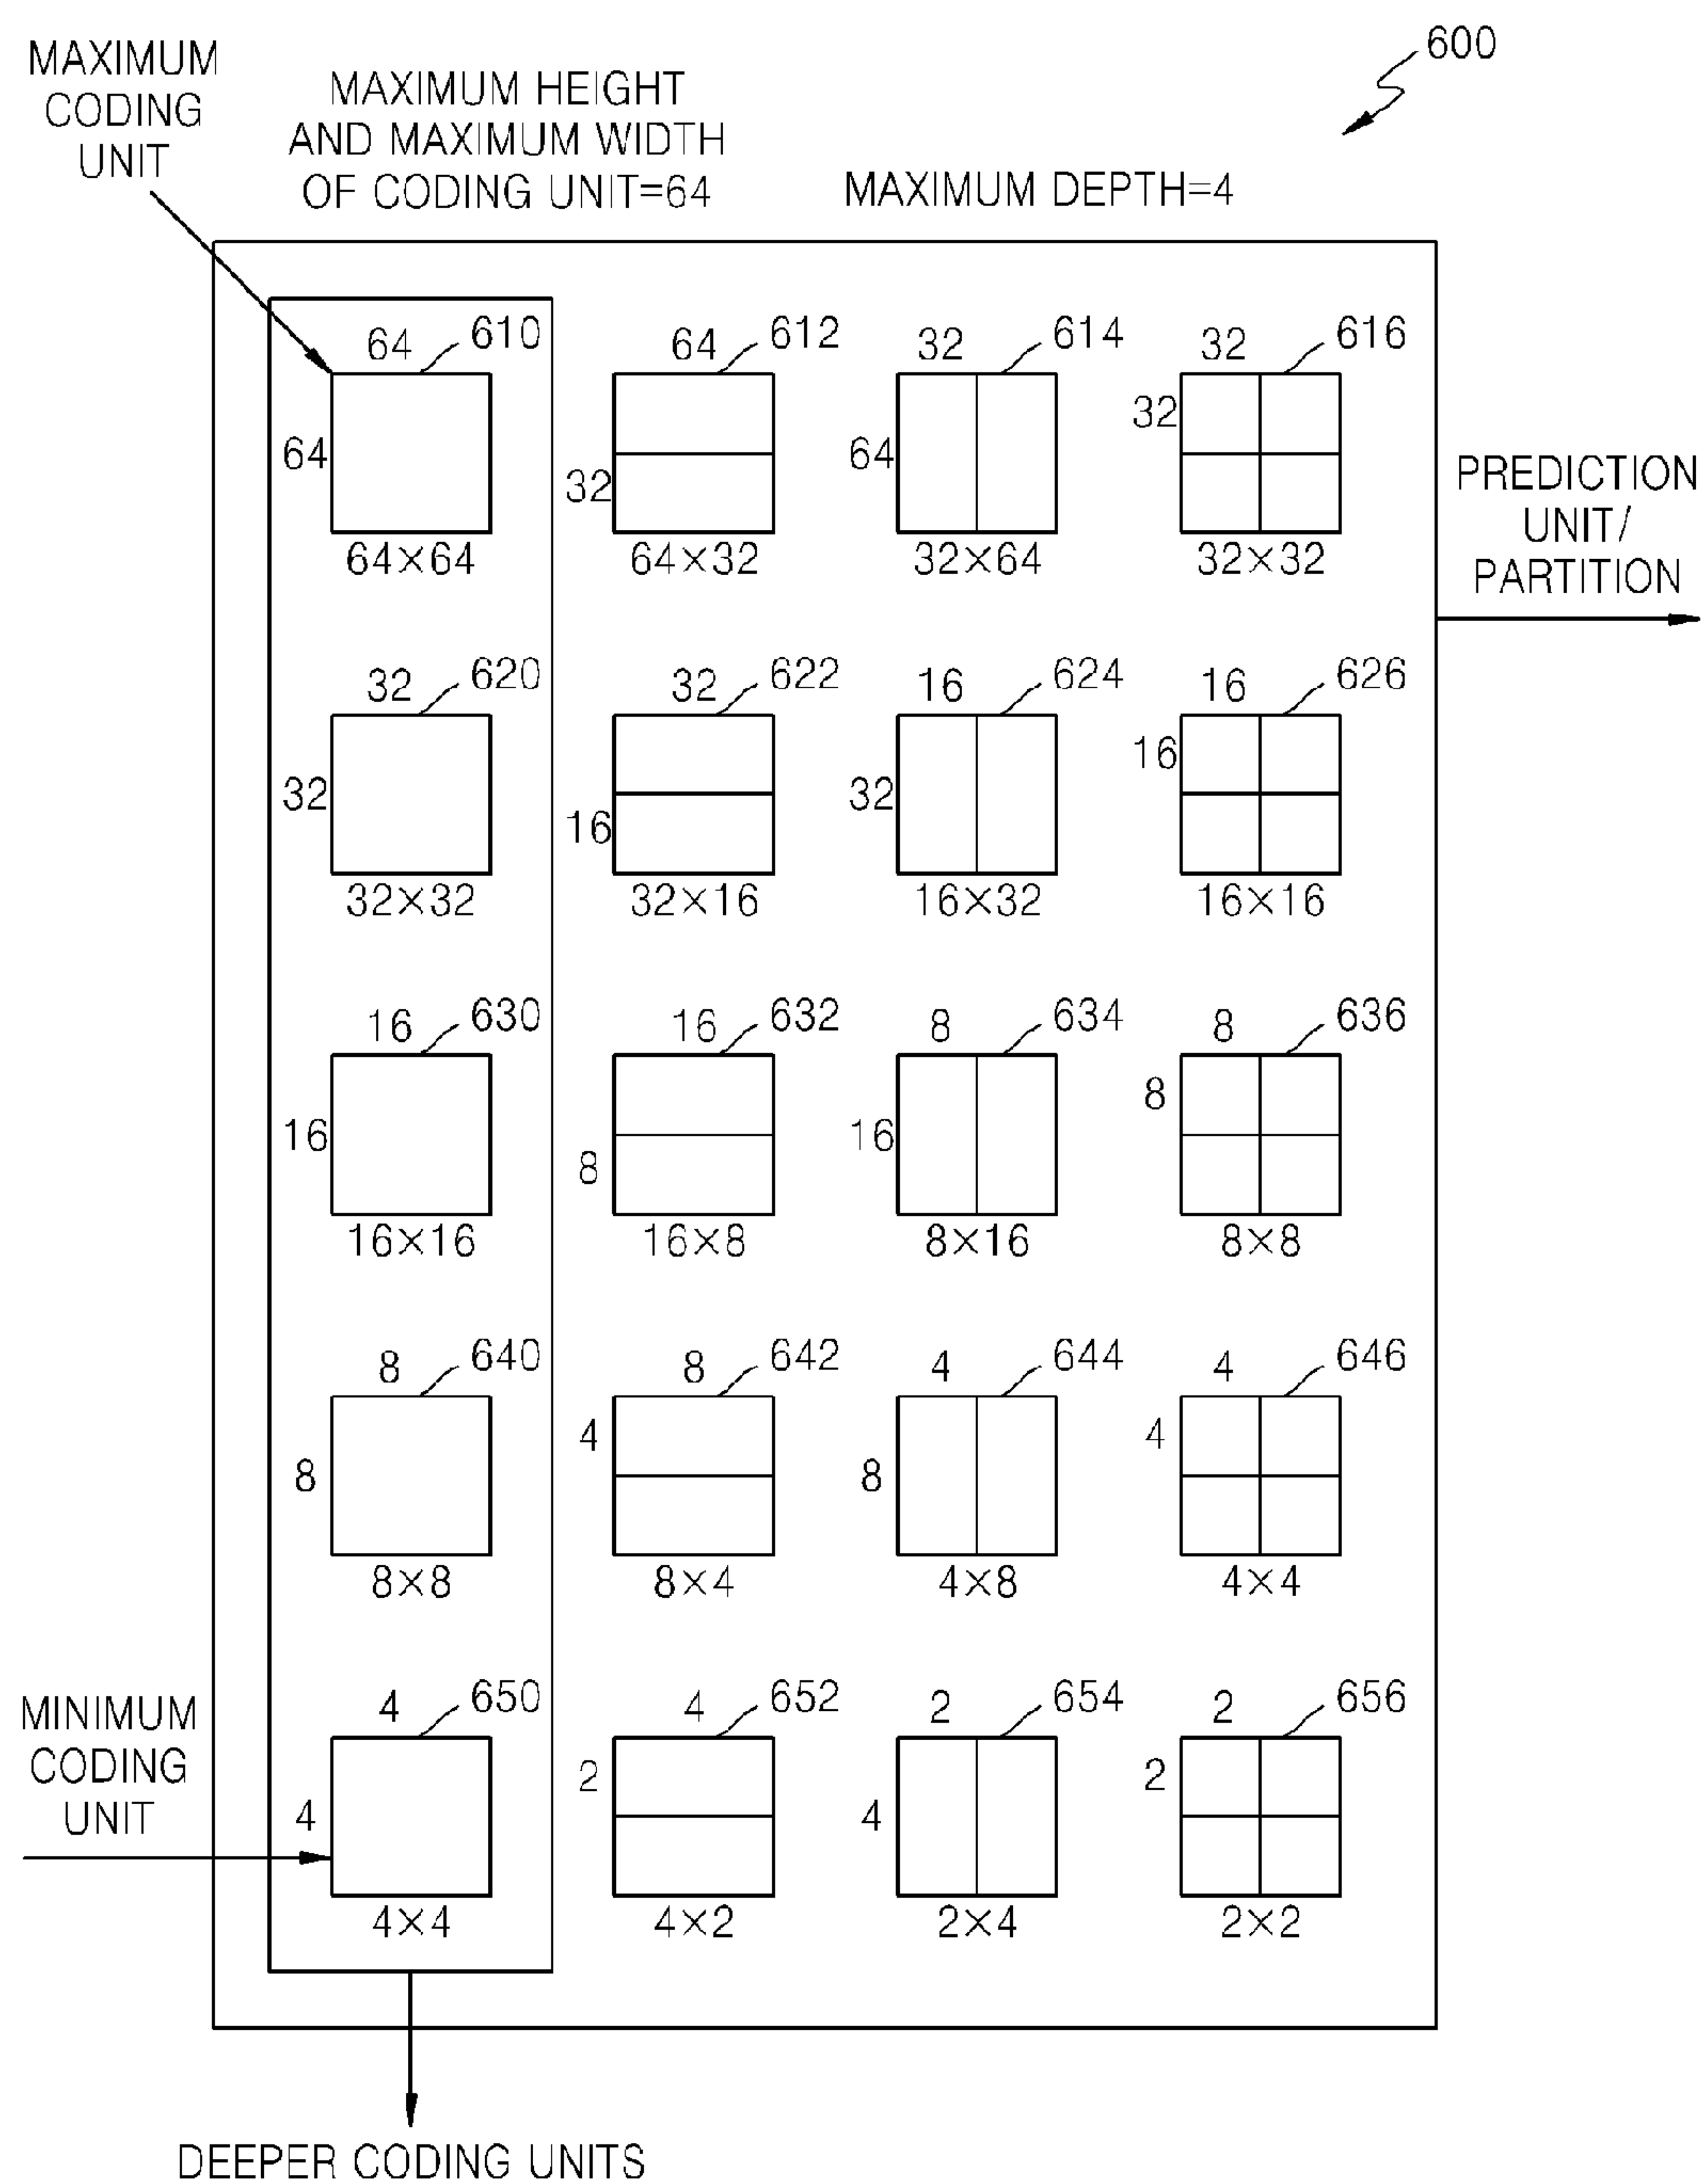 600
MAXIMUM
CODING
UNIT
MAXIMUM HEIGHT
AND MAXIMUM WIDTH
OF CODING UNIT=64
MAXIMUM DEPTH=4
64 610 64 612 32 614 32 616
64 32 64 32
64×64 64×32 32×64 32×32
PREDICTION
UNIT/
PARTITION
32 620 32 622 16 624 16 626
32 16 32 16
32×32 32×16 16×32 16×16
16 630 16 632 8 634 8 636
16 8 16 8
16×16 16×8 8×16 8×8
8 640 8 642 4 644 4 646
8 4 8 4
8×8 8×4 4×8 4×4
MINIMUM
CODING
UNIT
4 650 4 652 2 654 2 656
4 2 4 2
4×4 4×2 2×4 2×2
DEEPER CODING UNITS